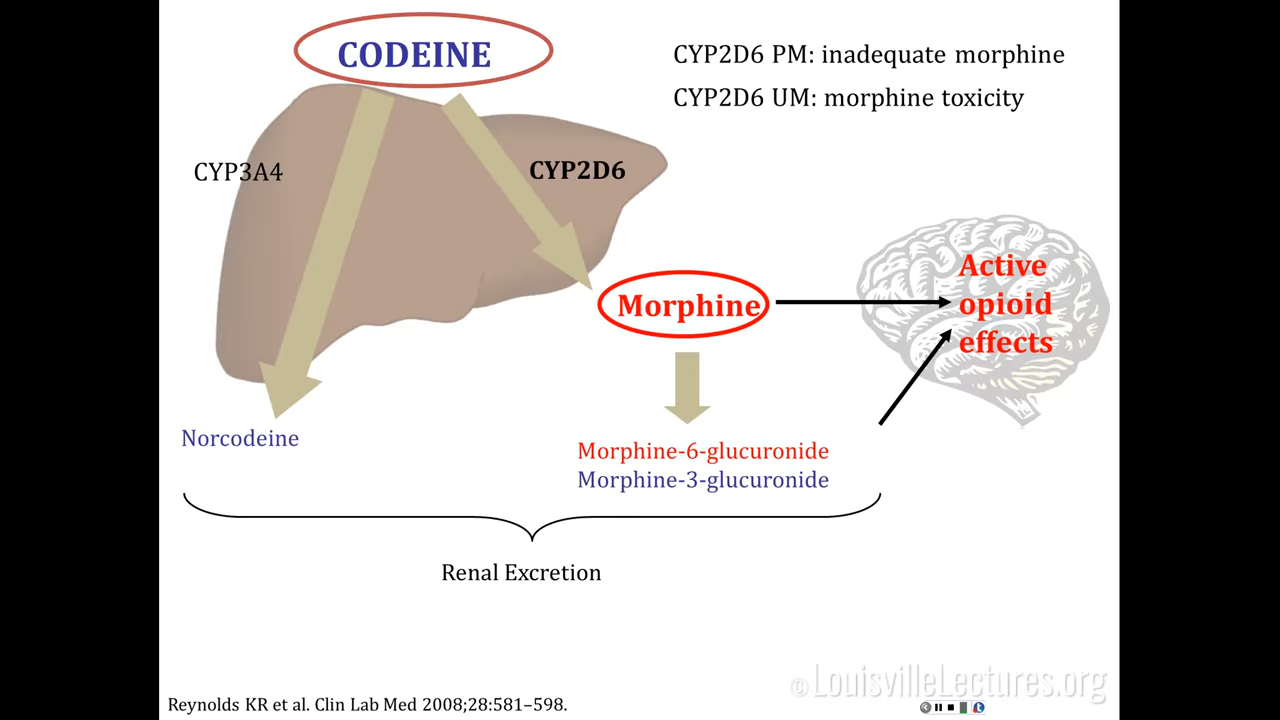 CODEINE
CYP2D6 PM: inadequate morphine
CYP2D6 UM: morphine toxicity
CYP3A4
CYP2D6
Morphine
Active
opioid
effects
Norcodeine
Morphine-6-glucuronide
Morphine-3-glucuronide
Renal Excretion
©LouisvilleLectures.org
Reynolds KR et al. Clin Lab Med 2008;28:581–598.